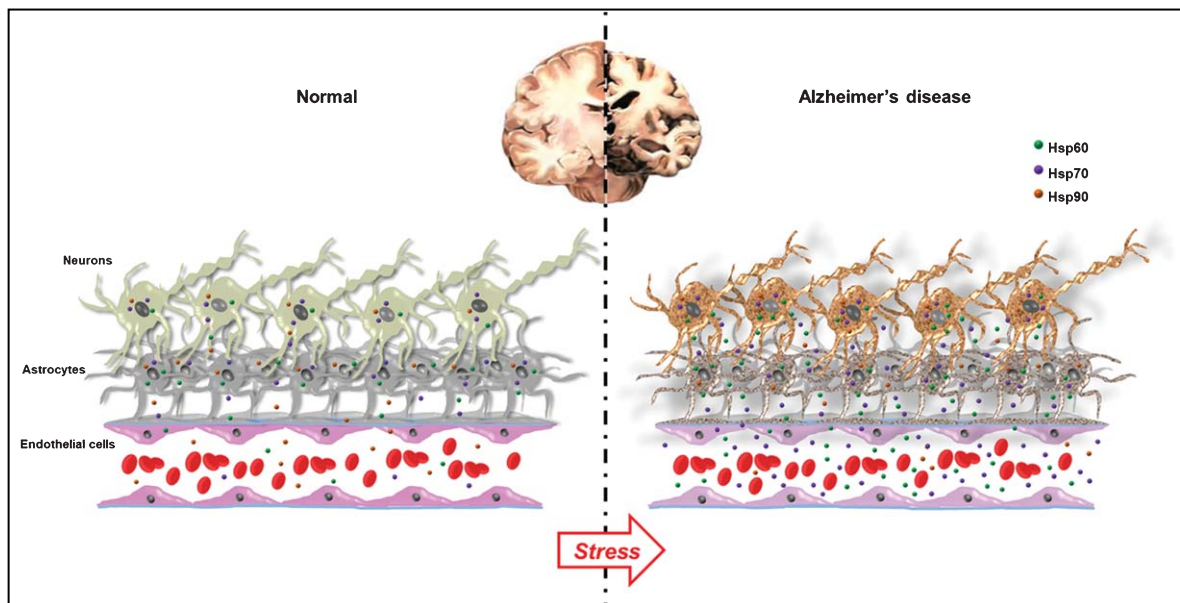 Normal
Alzheimer's disease
Hsp60
Hsp70
Hsp90
Neurons
Astrocytes
Endothelial cells
Stress